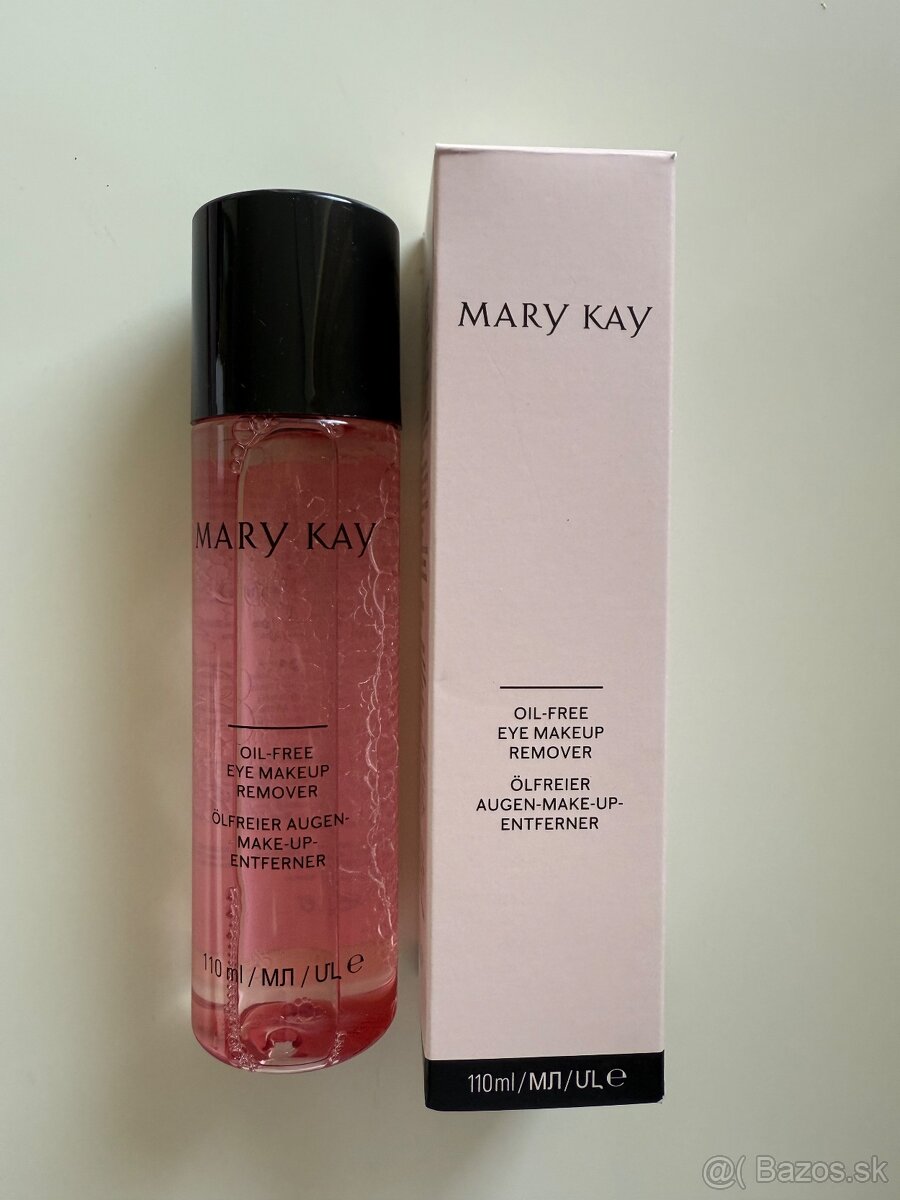 MARY KAY
OIL-FREE
EYE MAKEUP
REMOVER
ÖLFREIER AUGEN-
MAKE-UP-
ENTFERNER
110 ml / МЛ / ՄԼ ℮
MARY KAY
OIL-FREE
EYE MAKEUP
REMOVER
ÖLFREIER
AUGEN-MAKE-UP-
ENTFERNER
110ml/МЛ/ՄԼ ℮
@( Bazos.sk